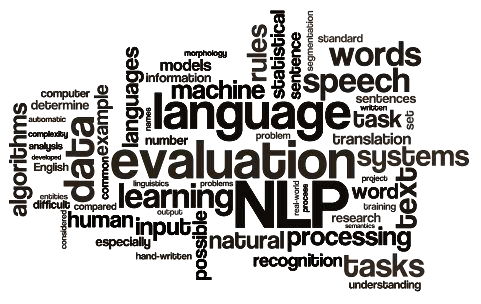 morphology
standard
segmentation
languages
models
rules
statistical
sentence
words
information
computer
machine
speech
determine
example
names
language
sentences
written
algorithms
automatic
task
set
complexity
data
number
problem
translation
analysis
developed
English
common
evaluation
systems
linguistics
problems
project
entities
learning
NLP
real-world
process
word
text
difficult
compared
training
considered
human
output
input
possible
research
semantics
especially
natural
processing
hand-written
recognition
tasks
understanding